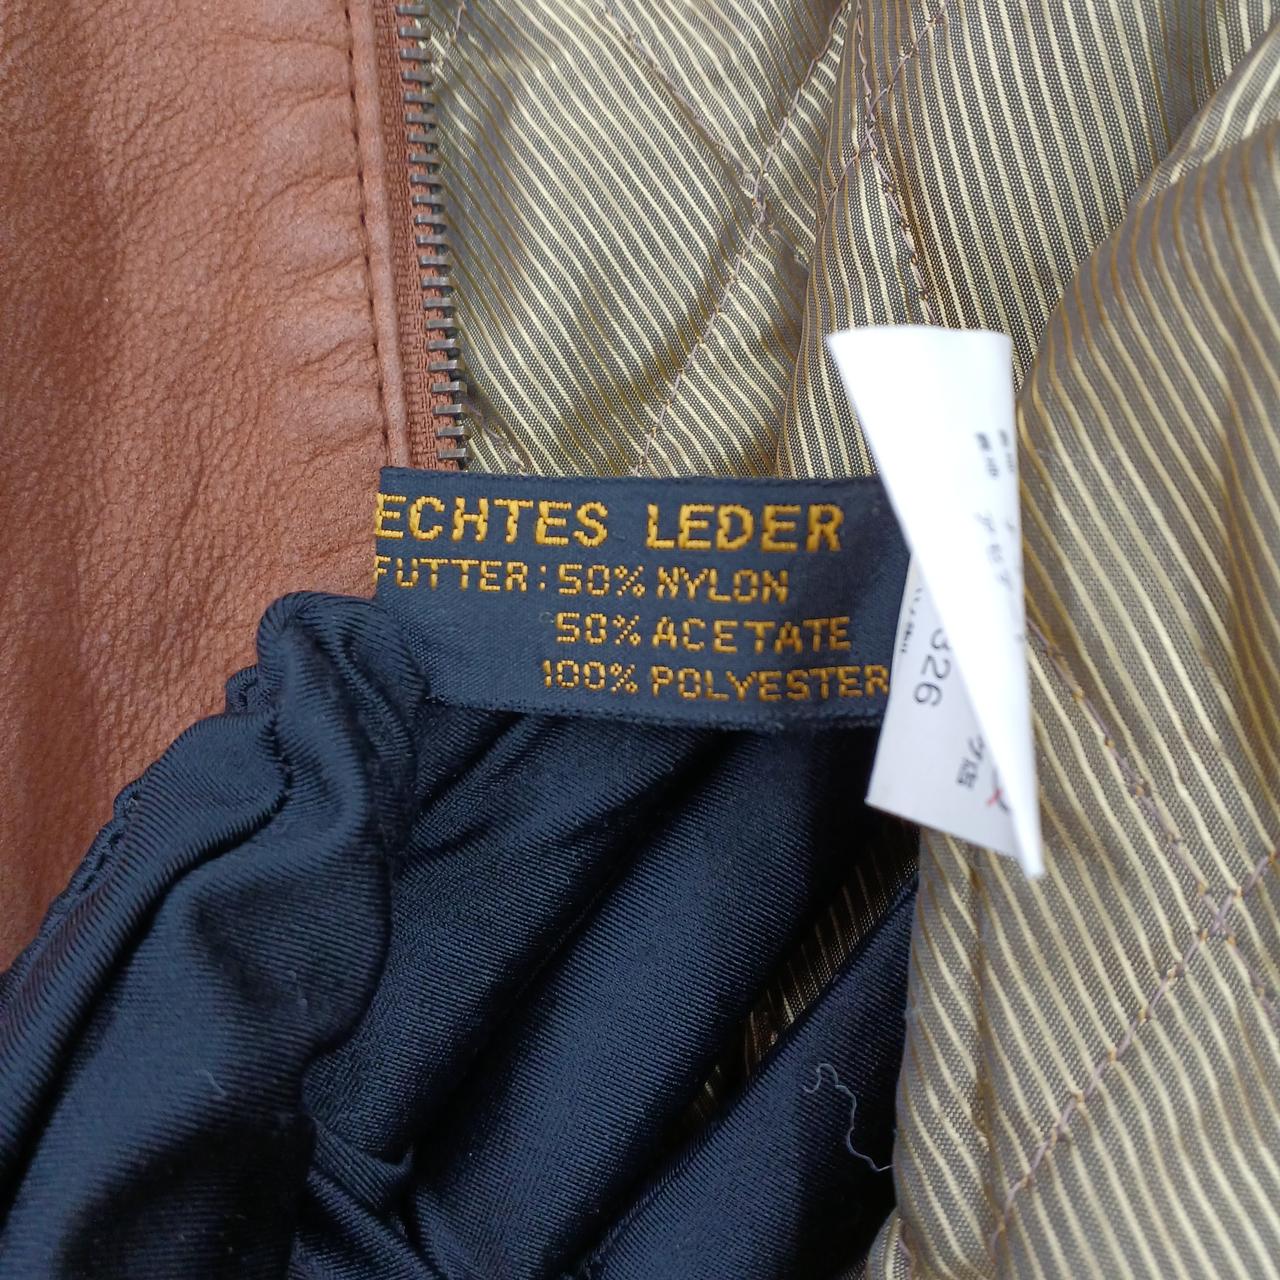 ECHTES LEDER
FUTTER: 50% NYLON
50% ACETATE
100% POLYESTER
326